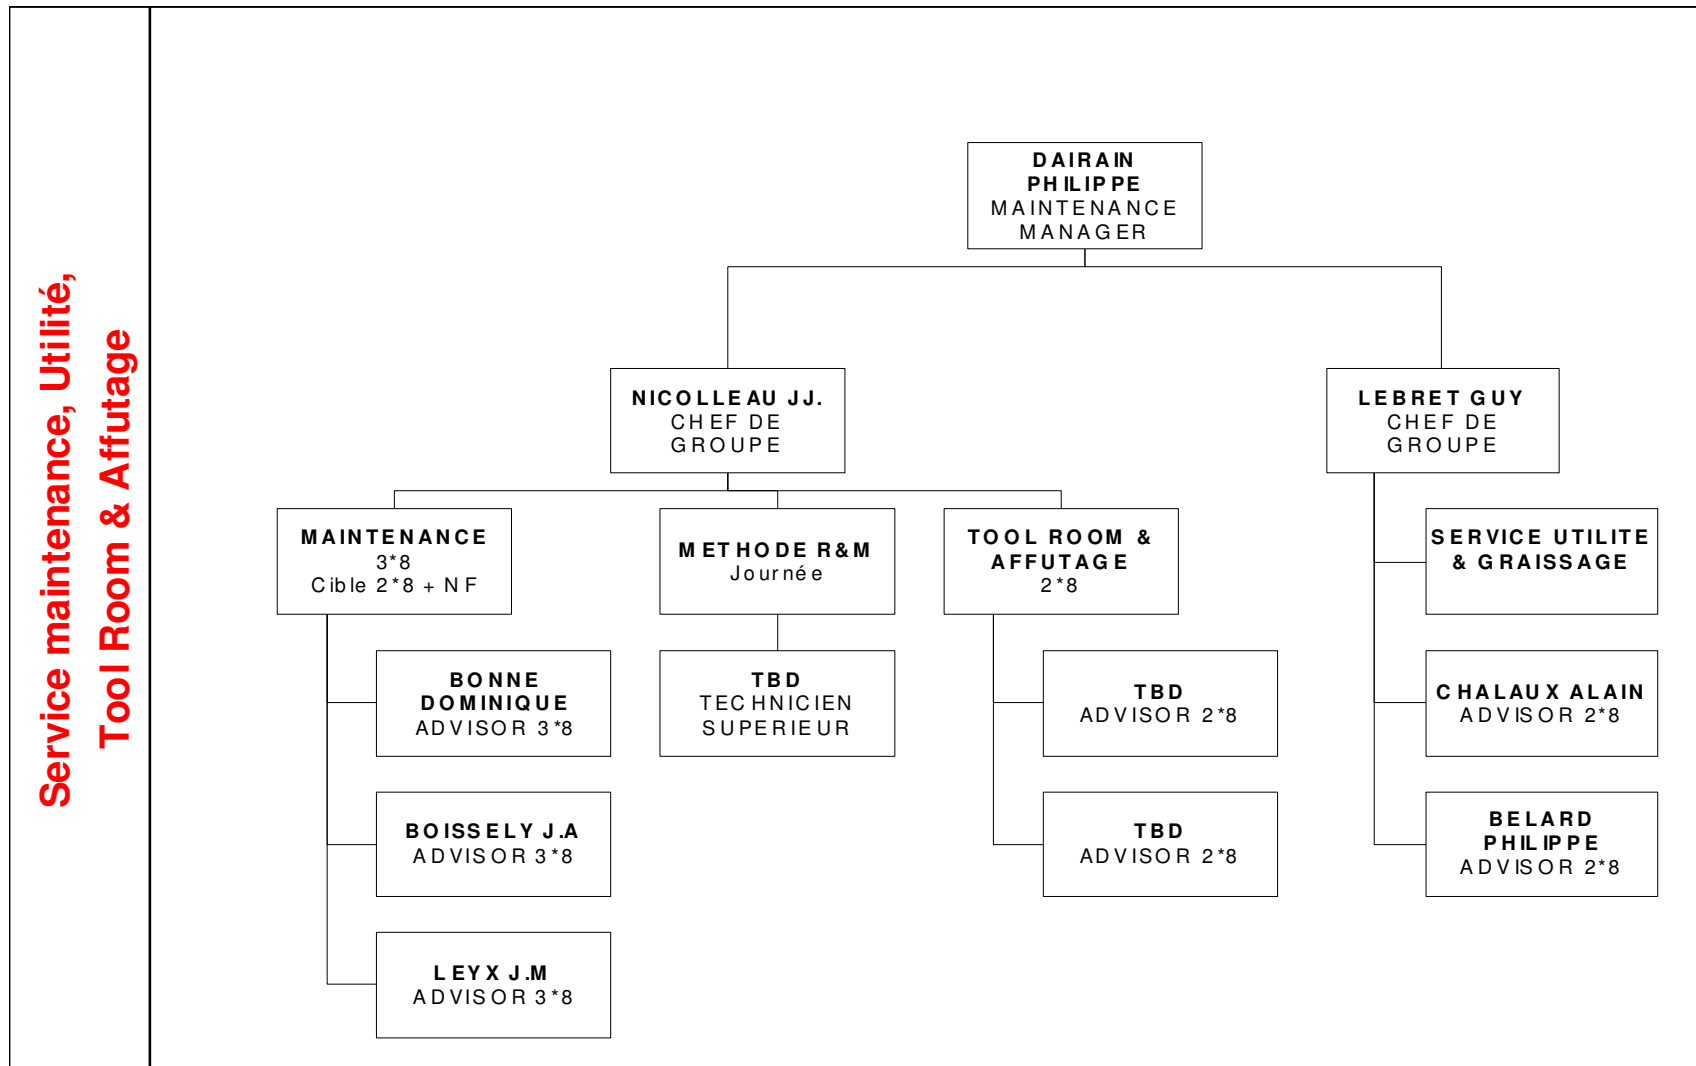 Service maintenance, Utilité,
Tool Room & Affutage
DAIRAIN
PHILIPPE
MAINTENANCE
MANAGER
NICOLLEAU JJ.
CHEF DE
GROUPE
LEBRET GUY
CHEF DE
GROUPE
MAINTENANCE
3*8
Cible 2*8 + NF
METHODE R&M
Journée
TOOL ROOM &
AFFUTAGE
2*8
SERVICE UTILITE
& GRAISSAGE
BONNE
DOMINIQUE
ADVISOR 3*8
TBD
TECHNICIEN
SUPERIEUR
TBD
ADVISOR 2*8
CHALAUX ALAIN
ADVISOR 2*8
BOISSELY J.A
ADVISOR 3*8
TBD
ADVISOR 2*8
BELARD
PHILIPPE
ADVISOR 2*8
LEYX J.M
ADVISOR 3*8